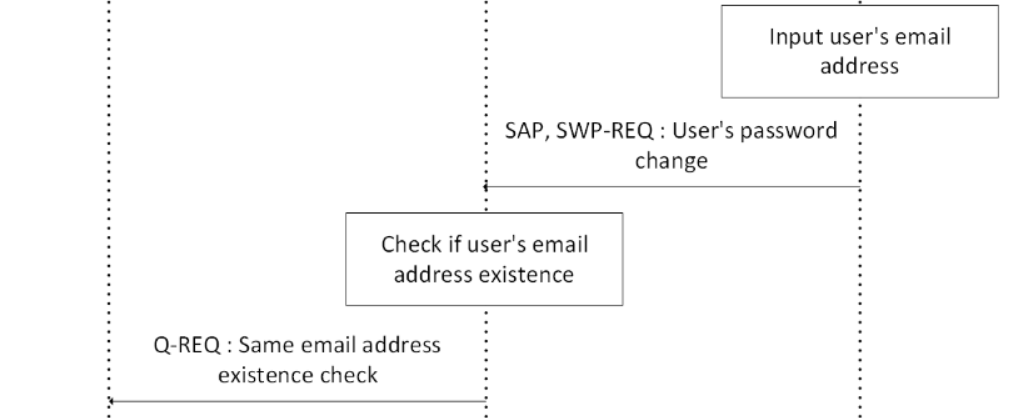 Input user's email
address
SAP, SWP-REQ : User's password
change
Check if user's email
address existence
Q-REQ : Same email address
existence check